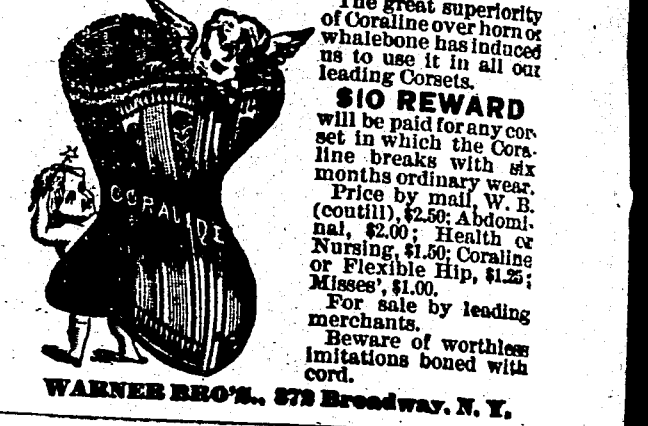 The great superiority
of Coraline over horn or
whalebone has induced
us to use it in all our
leading Corsets.
$10 REWARD
will be paid for any cor-
set in which the Cora-
line breaks with six
months ordinary wear.
Price by mail, W. B.
(coutill), $2.50; Abdomi-
nal, $2.00; Health or
Nursing, $1.50; Coraline
or Flexible Hip, $1.25;
Misses', $1.00.
For sale by leading
merchants.
Beware of worthless
imitations boned with
cord.
CORALINE
WARNER BRO'S., 372 Broadway, N. Y.